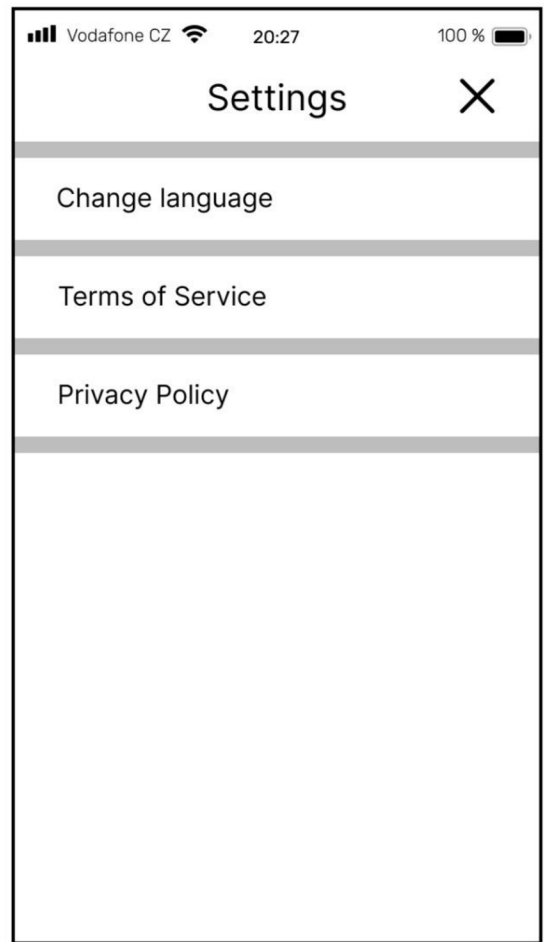 Vodafone CZ 20:27 100 %
Settings
Change language
Terms of Service
Privacy Policy